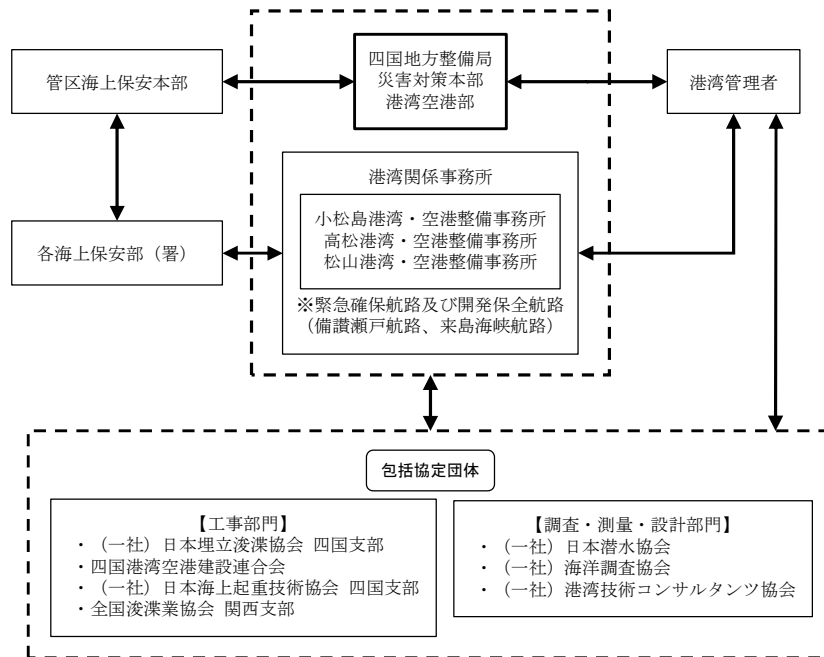 四国地方整備局
災害対策本部
港湾空港部
管区海上保安本部
港湾管理者
港湾関係事務所
小松島港湾・空港整備事務所
高松港湾・空港整備事務所
松山港湾・空港整備事務所
各海上保安部（署）
※緊急確保航路及び開発保全航路
（備讃瀬戸航路、来島海峡航路）
包括協定団体
【工事部門】
・（一社）日本埋立浚渫協会 四国支部
・四国港湾空港建設連合会
・（一社）日本海上起重技術協会 四国支部
・全国浚渫業協会 関西支部
【調査・測量・設計部門】
・（一社）日本潜水協会
・（一社）海洋調査協会
・（一社）港湾技術コンサルタンツ協会